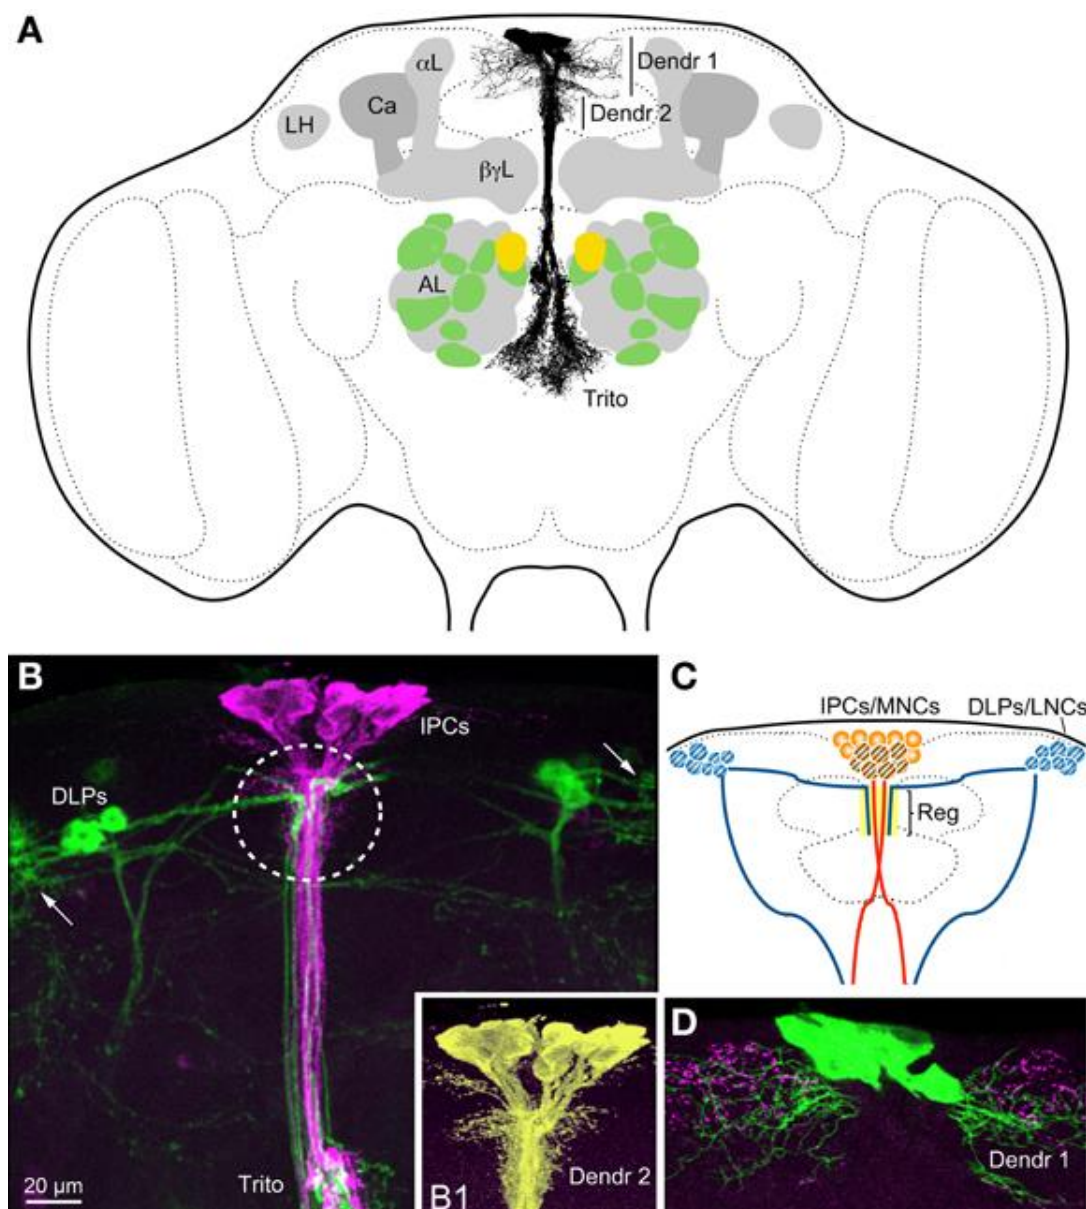 A
αL
Dendr 1
Ca
Dendr 2
LH
βγL
AL
Trito
B
IPCs
DLPs
Trito
20 μm
B1
Dendr 2
C
IPCs/MNCs
DLPs/LNCs
Reg
D
Dendr 1